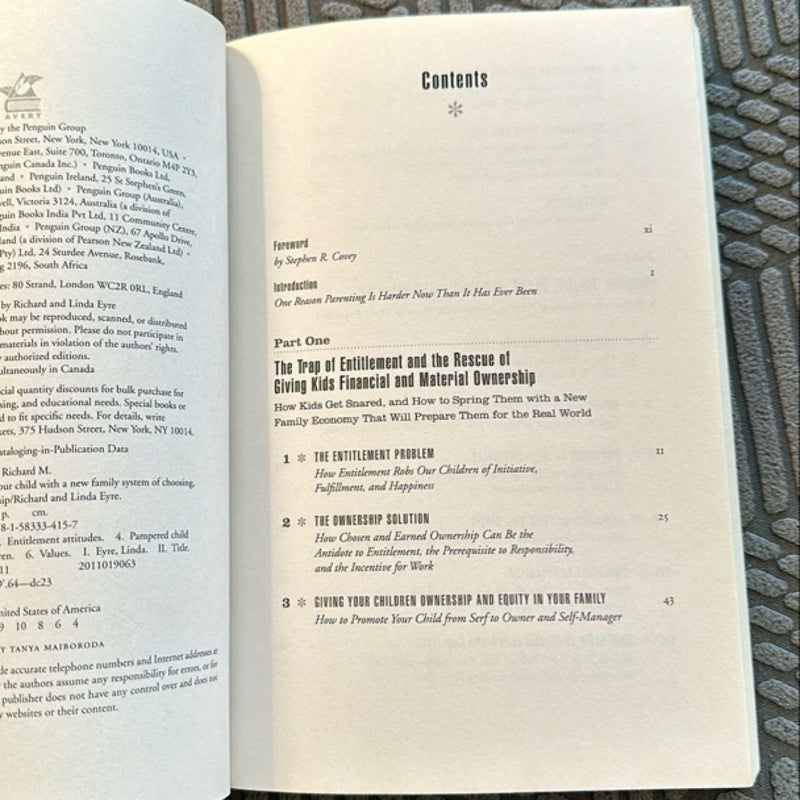 AVERY
y the Penguin Group
son Street, New York, New York 10014, USA •
enue East, Suite 700, Toronto, Ontario M4P 2Y3,
nguin Canada Inc.) • Penguin Books Ltd,
and • Penguin Ireland, 25 St Stephen's Green,
uin Books Ltd) • Penguin Group (Australia),
ell, Victoria 3124, Australia (a division of
guin Books India Pvt Ltd, 11 Community Centre,
India • Penguin Group (NZ), 67 Apollo Drive,
land (a division of Pearson New Zealand Ltd) •
Pty) Ltd, 24 Sturdee Avenue, Rosebank,
g 2196, South Africa
es: 80 Strand, London WC2R 0RL, England
by Richard and Linda Eyre
ok may be reproduced, scanned, or distributed
hout permission. Please do not participate in
materials in violation of the authors' rights.
y authorized editions.
ultaneously in Canada
cial quantity discounts for bulk purchase for
sing, and educational needs. Special books or
d to fit specific needs. For details, write
kets, 375 Hudson Street, New York, NY 10014.
ataloging-in-Publication Data
Richard M.
our child with a new family system of choosing,
ip/Richard and Linda Eyre.
p. cm.
8-1-58333-415-7
. Entitlement attitudes. 4. Pampered child
ren. 6. Values. I. Eyre, Linda. II. Title.
11 2011019063
9'.64—dc23
nited States of America
9 10 8 6 4
Y TANYA MAIBORODA
de accurate telephone numbers and Internet addresses at
the authors assume any responsibility for errors, or for
publisher does not have any control over and does not
y websites or their content.
Contents
*
Foreword xi
by Stephen R. Covey
Introduction 1
One Reason Parenting Is Harder Now Than It Has Ever Been
Part One
The Trap of Entitlement and the Rescue of
Giving Kids Financial and Material Ownership
How Kids Get Snared, and How to Spring Them with a New
Family Economy That Will Prepare Them for the Real World
1 * THE ENTITLEMENT PROBLEM 11
How Entitlement Robs Our Children of Initiative,
Fulfillment, and Happiness
2 * THE OWNERSHIP SOLUTION 25
How Chosen and Earned Ownership Can Be the
Antidote to Entitlement, the Prerequisite to Responsibility,
and the Incentive for Work
3 * GIVING YOUR CHILDREN OWNERSHIP AND EQUITY IN YOUR FAMILY 43
How to Promote Your Child from Serf to Owner and Self-Manager